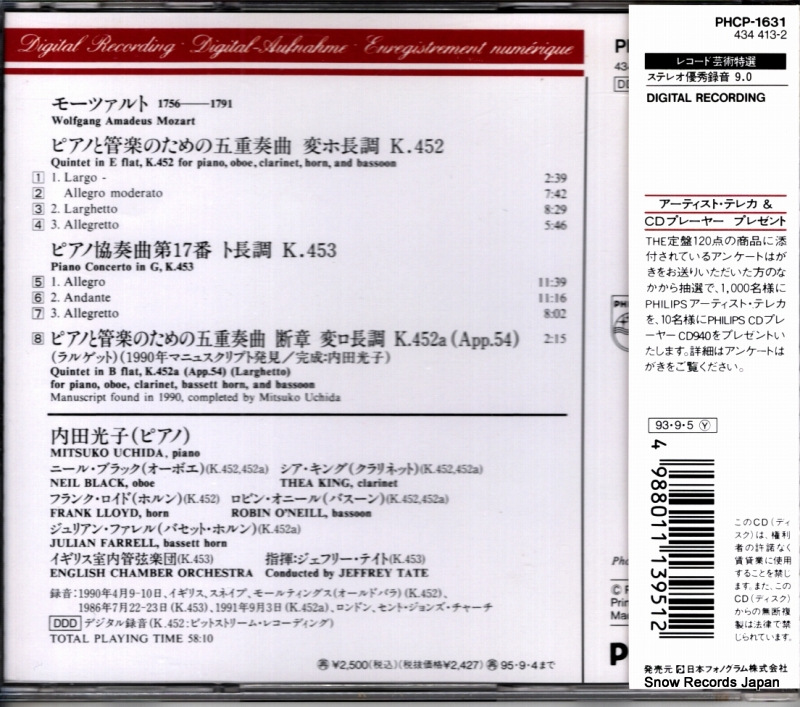 Digital Recording · Digital-Aufnahme · Enregistrement numérique
モーツァルト 1756——1791
Wolfgang Amadeus Mozart
ピアノと管楽のための五重奏曲 変ホ長調 K.452
Quintet in E flat, K.452 for piano, oboe, clarinet, horn, and bassoon
1 1. Largo - 2:39
2 Allegro moderato 7:42
3 2. Larghetto 8:29
4 3. Allegretto 5:46
ピアノ協奏曲第17番 ト長調 K.453
Piano Concerto in G, K.453
5 1. Allegro 11:39
6 2. Andante 11:16
7 3. Allegretto 8:02
8 ピアノと管楽のための五重奏曲 断章 変ロ長調 K.452a (App.54) 2:15
(ラルゲット)(1990年マニュスクリプト発見/完成:内田光子)
Quintet in B flat, K.452a (App.54) (Larghetto)
for piano, oboe, clarinet, bassett horn, and bassoon
Manuscript found in 1990, completed by Mitsuko Uchida
内田光子(ピアノ)
MITSUKO UCHIDA, piano
ニール・ブラック(オーボエ)(K.452,452a) シア・キング(クラリネット)(K.452,452a)
NEIL BLACK, oboe THEA KING, clarinet
フランク・ロイド(ホルン)(K.452) ロビン・オニール(バスーン)(K.452,452a)
FRANK LLOYD, horn ROBIN O'NEILL, bassoon
ジュリアン・ファレル(バセット・ホルン)(K.452a)
JULIAN FARRELL, bassett horn
イギリス室内管弦楽団(K.453) 指揮:ジェフリー・テイト(K.453)
ENGLISH CHAMBER ORCHESTRA Conducted by JEFFREY TATE
録音:1990年4月9-10日、イギリス、スネイプ、モールティングス(オールドバラ)(K.452)、
1986年7月22-23日(K.453)、1991年9月3日(K.452a)、ロンドン、セント・ジョンズ・チャーチ
DDD デジタル録音(K.452:ビットストリーム・レコーディング)
TOTAL PLAYING TIME 58:10
再 ¥2,500(税込)(税抜価格¥2,427) 再 95・9・4まで
PHCP-1631
434 413-2
レコード芸術特選
ステレオ優秀録音 9.0
DIGITAL RECORDING
アーティスト・テレカ &
CDプレーヤー プレゼント
THE定盤120点の商品に添
付されているアンケートはが
きをお送りいただいた方のな
かから抽選で、1,000名様に
PHILIPSアーティスト・テレカ
を、10名様にPHILIPS CDプレ
ーヤーCD940をプレゼントい
たします。詳細はアンケートは
がきをご覧ください。
93・9・5 Y
4 988011 139512
このCD(ディ
スク)は、権利
者の許諾なく
賃貸業に使用
することを禁じ
ます。また、この
CD(ディスク)
からの無断複
製は法律で禁
じられています。
発売元 日本フォノグラム株式会社
Snow Records Japan